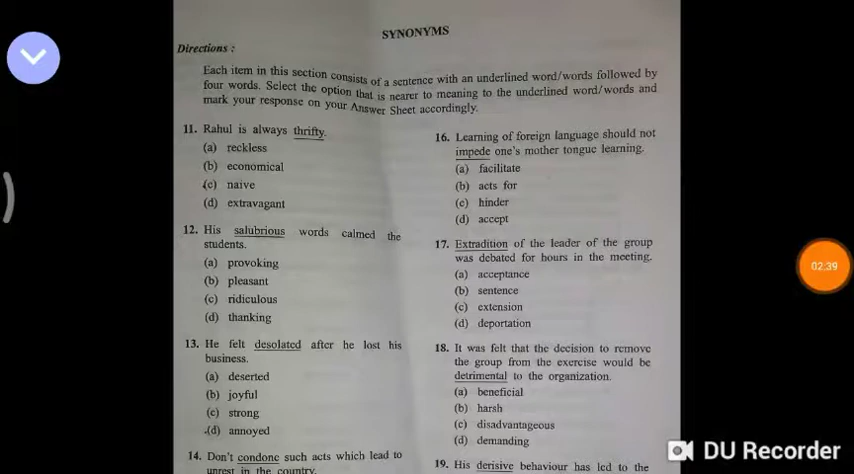 SYNONYMS
Directions :
Each item in this section consists of a sentence with an underlined word/words followed by
four words. Select the option that is nearer to meaning to the underlined word/words and
mark your response on your Answer Sheet accordingly.
11. Rahul is always thrifty.
(a) reckless
(b) economical
(c) naive
(d) extravagant
12. His salubrious words calmed the
students.
(a) provoking
(b) pleasant
(c) ridiculous
(d) thanking
13. He felt desolated after he lost his
business.
(a) deserted
(b) joyful
(c) strong
(d) annoyed
14. Don't condone such acts which lead to
unrest in the country.
16. Learning of foreign language should not
impede one's mother tongue learning.
(a) facilitate
(b) acts for
(c) hinder
(d) accept
17. Extradition of the leader of the group
was debated for hours in the meeting.
(a) acceptance
(b) sentence
(c) extension
(d) deportation
18. It was felt that the decision to remove
the group from the exercise would be
detrimental to the organization.
(a) beneficial
(b) harsh
(c) disadvantageous
(d) demanding
19. His derisive behaviour has led to the
02:39
DU Recorder